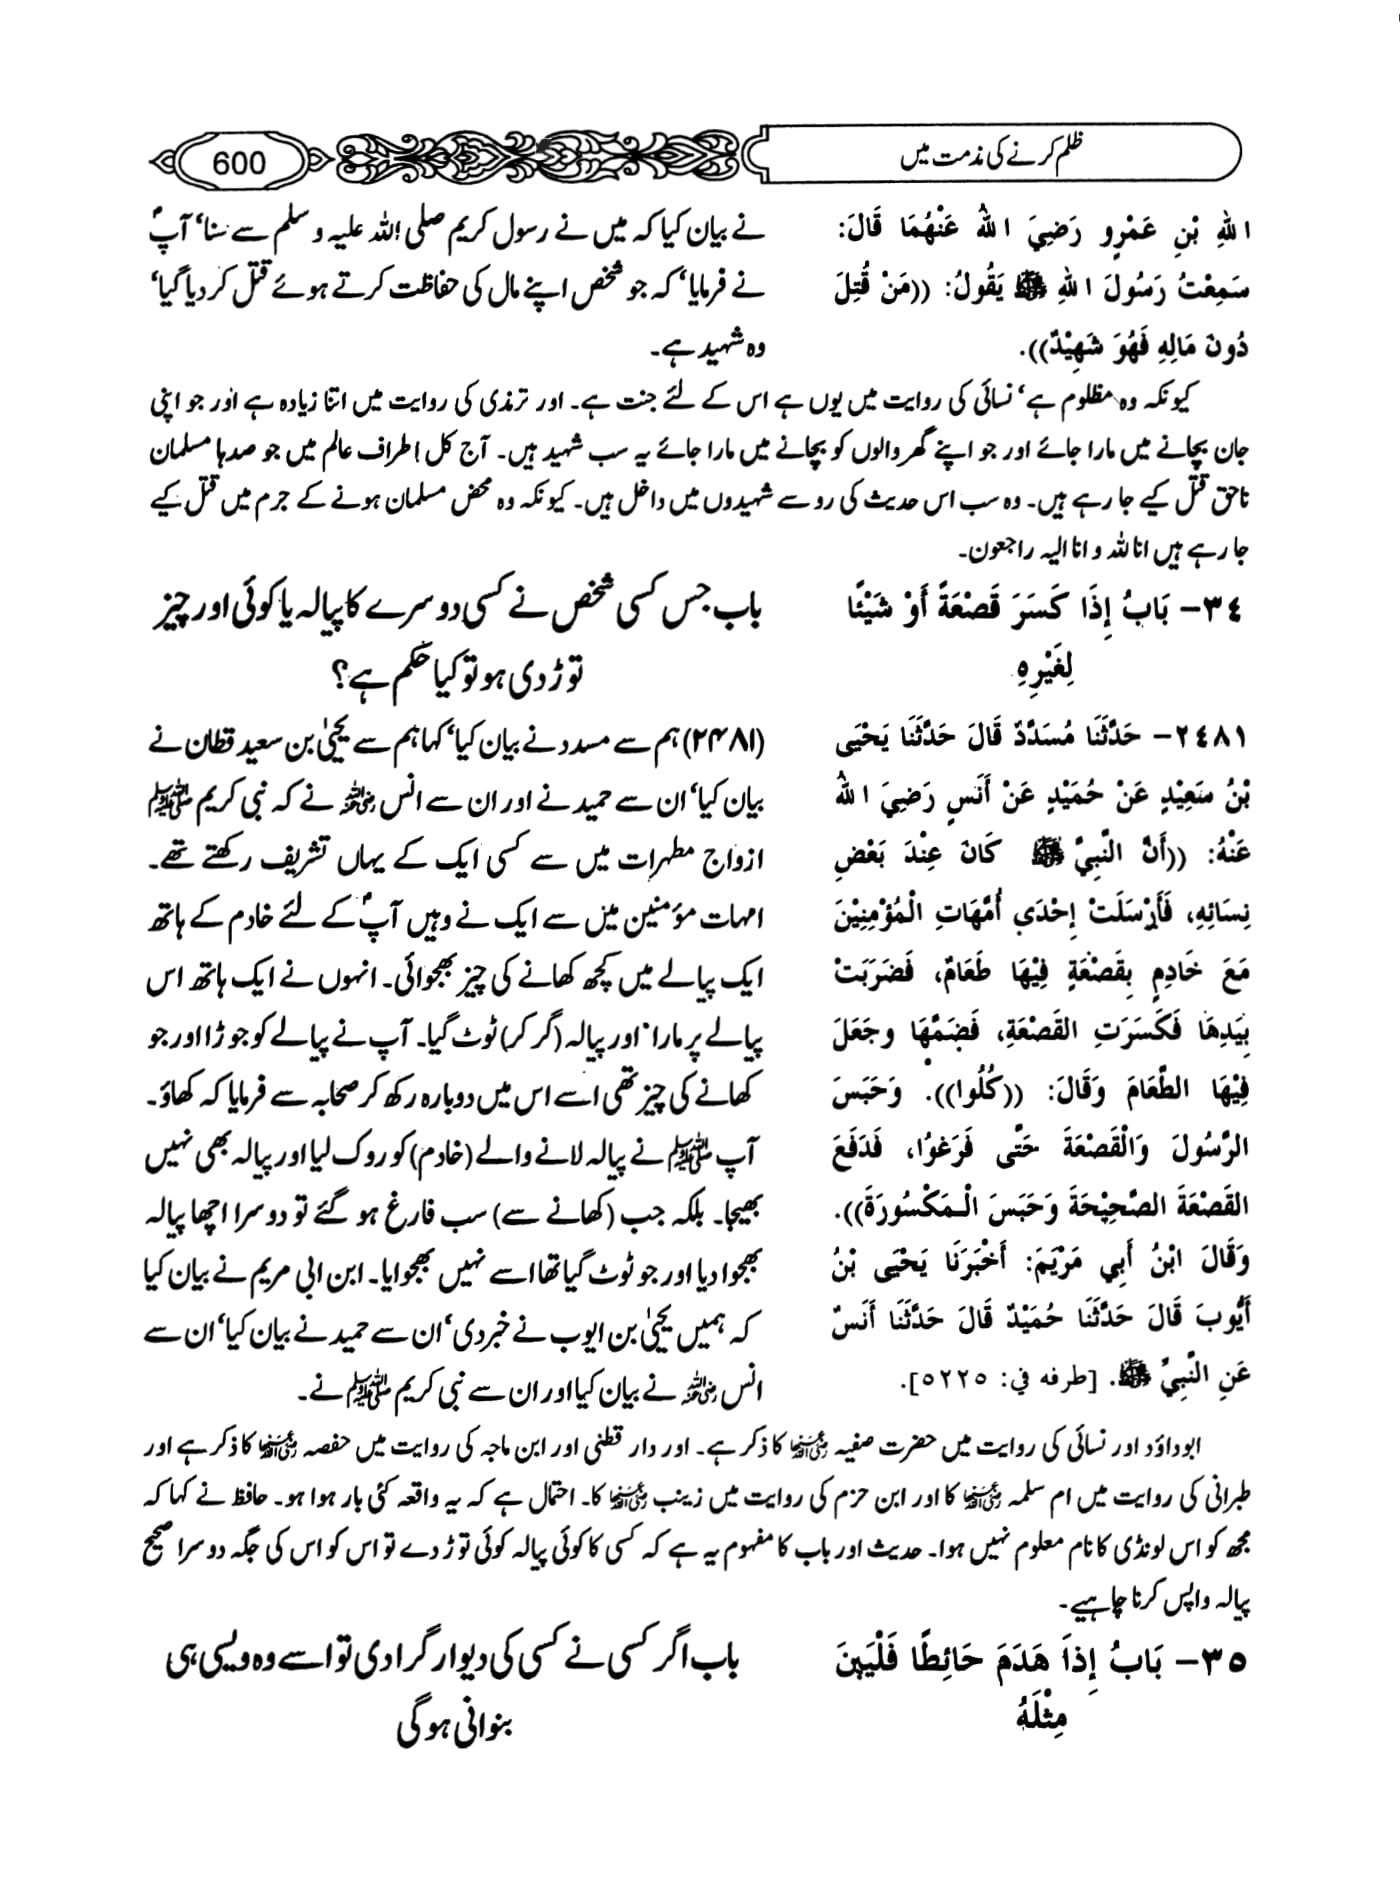 ظلم کرنے کی مذمت میں
600
اللهِ بْنِ عَمْرٍو رَضِيَ اللهُ عَنْهُمَا قَالَ:
سَمِعْتُ رَسُولَ اللهِ ﷺ يَقُولُ: ((مَنْ قُتِلَ
دُونَ مَالِهِ فَهُوَ شَهِيْدٌ)).
نے بیان کیا کہ میں نے رسول کریم صلی اللہ علیہ و سلم سے سنا' آپؐ
نے فرمایا' کہ جو شخص اپنے مال کی حفاظت کرتے ہوئے قتل کر دیا گیا'
وہ شہید ہے۔
کیونکہ وہ مظلوم ہے' نسائی کی روایت میں یوں ہے اس کے لئے جنت ہے۔ اور ترمذی کی روایت میں اتنا زیادہ ہے اور جو اپنی
جان بچانے میں مارا جائے اور جو اپنے گھر والوں کو بچانے میں مارا جائے یہ سب شہید ہیں۔ آج کل اطراف عالم میں جو صدہا مسلمان
ناحق قتل کیے جا رہے ہیں۔ وہ سب اس حدیث کی رو سے شہیدوں میں داخل ہیں۔ کیونکہ وہ محض مسلمان ہونے کے جرم میں قتل کیے
جا رہے ہیں انا للہ و انا الیہ راجعون۔
٣٤- بَابُ إِذَا كَسَرَ قَصْعَةً أَوْ شَيْئًا
لِغَيْرِهِ
باب جس کسی شخص نے کسی دوسرے کا پیالہ یا کوئی اور چیز
توڑ دی ہو تو کیا حکم ہے؟
٢٤٨١- حَدَّثَنَا مُسَدَّدٌ قَالَ حَدَّثَنَا يَحْيَى
بْنُ سَعِيْدٍ عَنْ حُمَيْدٍ عَنْ أَنَسٍ رَضِيَ اللهُ
عَنْهُ: ((أَنَّ النَّبِيَّ ﷺ كَانَ عِنْدَ بَعْضِ
نِسَائِهِ، فَأَرْسَلَتْ إِحْدَى أُمَّهَاتِ الْمُؤْمِنِيْنَ
مَعَ خَادِمٍ بِقَصْعَةٍ فِيْهَا طَعَامٌ، فَضَرَبَتْ
بِيَدِهَا فَكَسَرَتِ القَصْعَةِ، فَضَمَّهَا وجَعَلَ
فِيْهَا الطَّعَامَ وَقَالَ: ((كُلُوا)). وَحَبَسَ
الرَّسُولَ وَالْقَصْعَةَ حَتَّى فَرَغُوْا، فَدَفَعَ
القَصْعَةَ الصَّحِيْحَةَ وَحَبَسَ الْمَكْسُورَةَ)).
وَقَالَ ابْنُ أَبِي مَرْيَمَ: أَخْبَرَنَا يَحْيَى بْنُ
أَيُّوبَ قَالَ حَدَّثَنَا حُمَيْدٌ قَالَ حَدَّثَنَا أَنَسٌ
عَنِ النَّبِيِّ ﷺ. [طرفه في: ٥٢٢٥].
(۲۴۸۱) ہم سے مسدد نے بیان کیا' کہا ہم سے یحییٰ بن سعید قطان نے
بیان کیا' ان سے حمید نے اور ان سے انس رضی اللہ عنہ نے کہ نبی کریم ﷺ
ازواج مطہرات میں سے کسی ایک کے یہاں تشریف رکھتے تھے۔
امہات مؤمنین میں سے ایک نے وہیں آپؐ کے لئے خادم کے ہاتھ
ایک پیالے میں کچھ کھانے کی چیز بھجوائی۔ انہوں نے ایک ہاتھ اس
پیالے پر مارا' اور پیالہ (گر کر) ٹوٹ گیا۔ آپ نے پیالے کو جوڑا اور جو
کھانے کی چیز تھی اسے اس میں دوبارہ رکھ کر صحابہ سے فرمایا کہ کھاؤ۔
آپ ﷺ نے پیالہ لانے والے (خادم) کو روک لیا اور پیالہ بھی نہیں
بھیجا۔ بلکہ جب (کھانے سے) سب فارغ ہو گئے تو دوسرا اچھا پیالہ
بھجوا دیا اور جو ٹوٹ گیا تھا اسے نہیں بھجوایا۔ ابن ابی مریم نے بیان کیا
کہ ہمیں یحییٰ بن ایوب نے خبر دی' ان سے حمید نے بیان کیا' ان سے
انس رضی اللہ عنہ نے بیان کیا اور ان سے نبی کریم ﷺ نے۔
ابوداؤد اور نسائی کی روایت میں حضرت صفیہ رضی اللہ عنہا کا ذکر ہے۔ اور دار قطنی اور ابن ماجہ کی روایت میں حفصہ رضی اللہ عنہا کا ذکر ہے اور
طبرانی کی روایت میں ام سلمہ رضی اللہ عنہا کا اور ابن حزم کی روایت میں زینب رضی اللہ عنہا کا۔ احتمال ہے کہ یہ واقعہ کئی بار ہوا ہو۔ حافظ نے کہا کہ
مجھ کو اس لونڈی کا نام معلوم نہیں ہوا۔ حدیث اور باب کا مفہوم یہ ہے کہ کسی کا کوئی پیالہ کوئی توڑ دے تو اس کو اس کی جگہ دوسرا صحیح
پیالہ واپس کرنا چاہیے۔
٣٥- بَابُ إِذَا هَدَمَ حَائِطًا فَلْيَبْنِ
مِثْلَهُ
باب اگر کسی نے کسی کی دیوار گرا دی تو اسے وہ ویسی ہی
بنوانی ہوگی